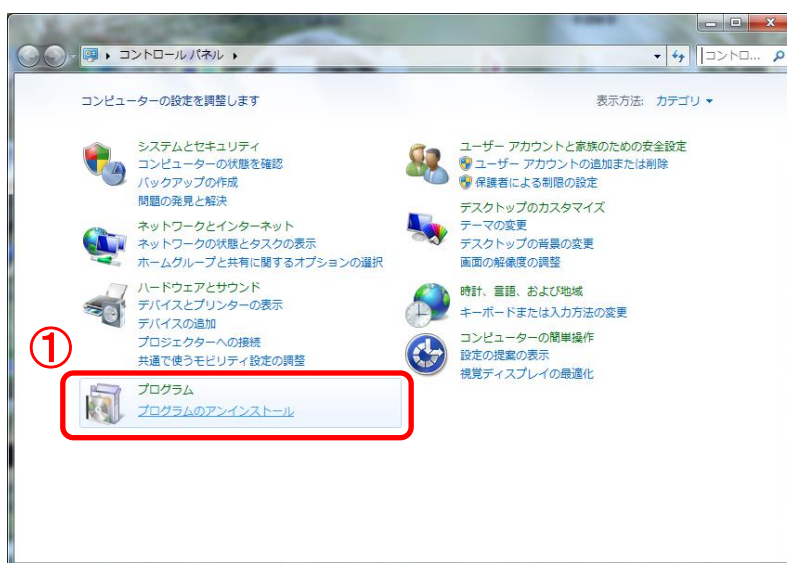 コントロール パネル
コントロ...
コンピューターの設定を調整します
表示方法: カテゴリ
システムとセキュリティ
コンピューターの状態を確認
バックアップの作成
問題の発見と解決
ネットワークとインターネット
ネットワークの状態とタスクの表示
ホームグループと共有に関するオプションの選択
ハードウェアとサウンド
デバイスとプリンターの表示
デバイスの追加
プロジェクターへの接続
共通で使うモビリティ設定の調整
①
プログラム
プログラムのアンインストール
ユーザー アカウントと家族のための安全設定
ユーザー アカウントの追加または削除
保護者による制限の設定
デスクトップのカスタマイズ
テーマの変更
デスクトップの背景の変更
画面の解像度の調整
時計、言語、および地域
キーボードまたは入力方法の変更
コンピューターの簡単操作
設定の提案の表示
視覚ディスプレイの最適化